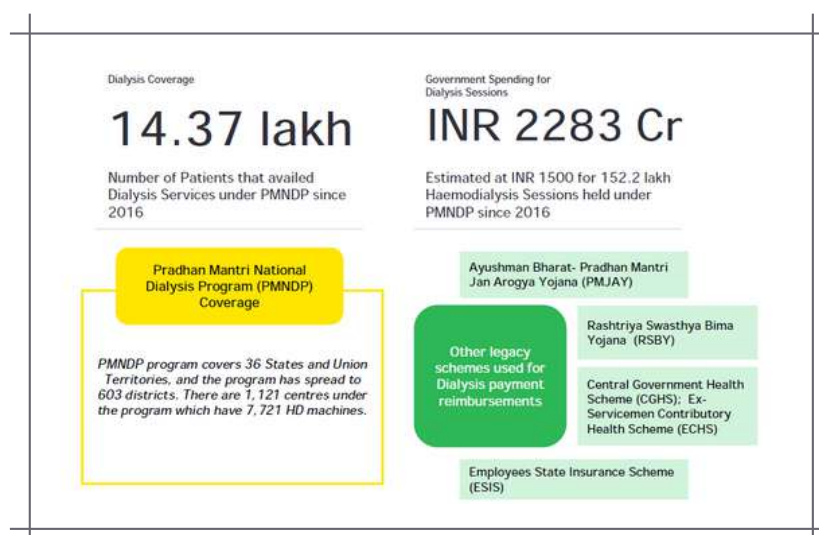 Dialysis Coverage
14.37 lakh
Number of Patients that availed
Dialysis Services under PMNDP since
2016
Government Spending for
Dialysis Sessions
INR 2283 Cr
Estimated at INR 1500 for 152.2 lakh
Haemodialysis Sessions held under
PMNDP since 2016
Pradhan Mantri National
Dialysis Program (PMNDP)
Coverage
PMNDP program covers 36 States and Union
Territories, and the program has spread to
603 districts. There are 1,121 centres under
the program which have 7,721 HD machines.
Ayushman Bharat- Pradhan Mantri
Jan Arogya Yojana (PMJAY)
Other legacy
schemes used for
Dialysis payment
reimbursements
Rashtriya Swasthya Bima
Yojana (RSBY)
Central Government Health
Scheme (CGHS); Ex-
Servicemen Contributory
Health Scheme (ECHS)
Employees State Insurance Scheme
(ESIS)